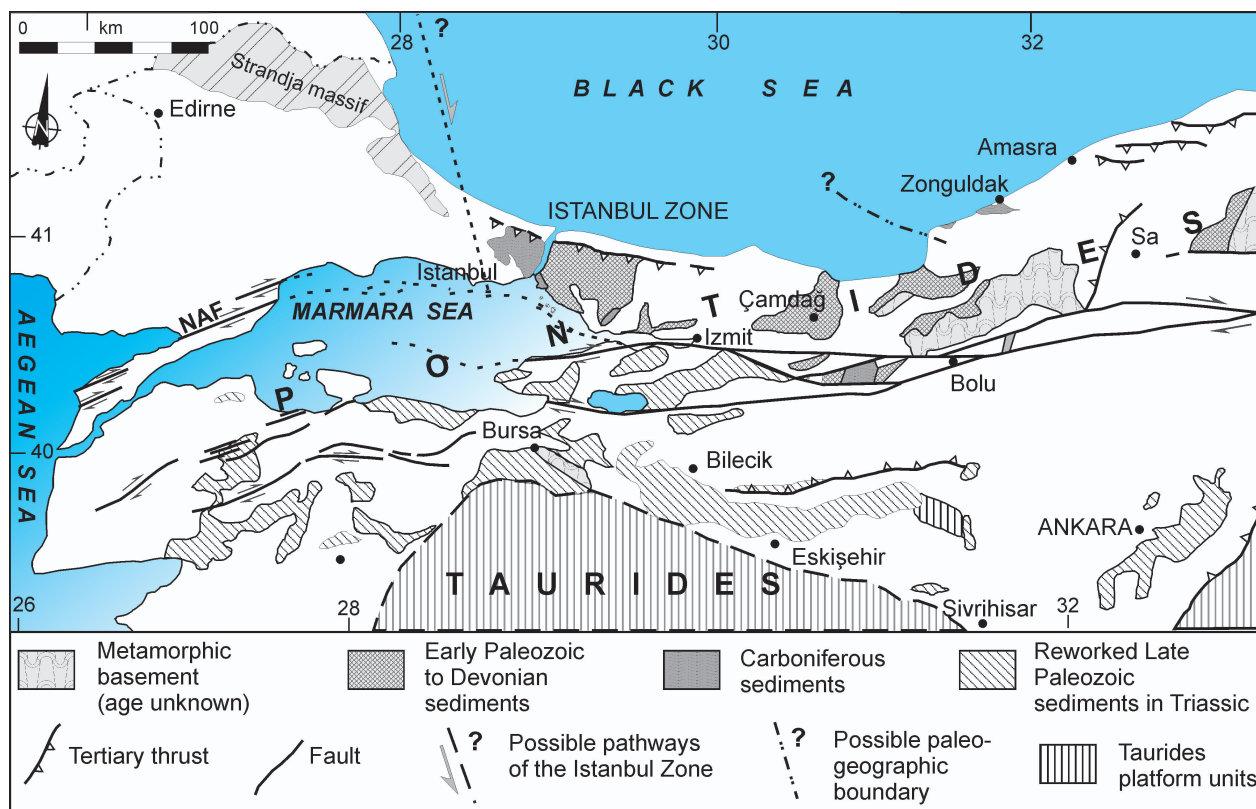 0 km 100
28
30
32
?
Strandja massif
BLACK SEA
Edirne
Amasra
?
Zonguldak
ISTANBUL ZONE
41
Sa
Istanbul
NAF
MARMARA SEA
Çamdağ
Izmit
PONTIDES
Bolu
AEGEAN SEA
40
Bursa
Bilecik
ANKARA
Eskişehir
TAURIDES
Sivrihisar
26
28
32
N
Metamorphic
basement
(age unknown)
Early Paleozoic
to Devonian
sediments
Carboniferous
sediments
Reworked Late
Paleozoic
sediments in Triassic
Tertiary thrust
Fault
?
Possible pathways
of the Istanbul Zone
?
Possible paleo-
geographic
boundary
Taurides
platform units